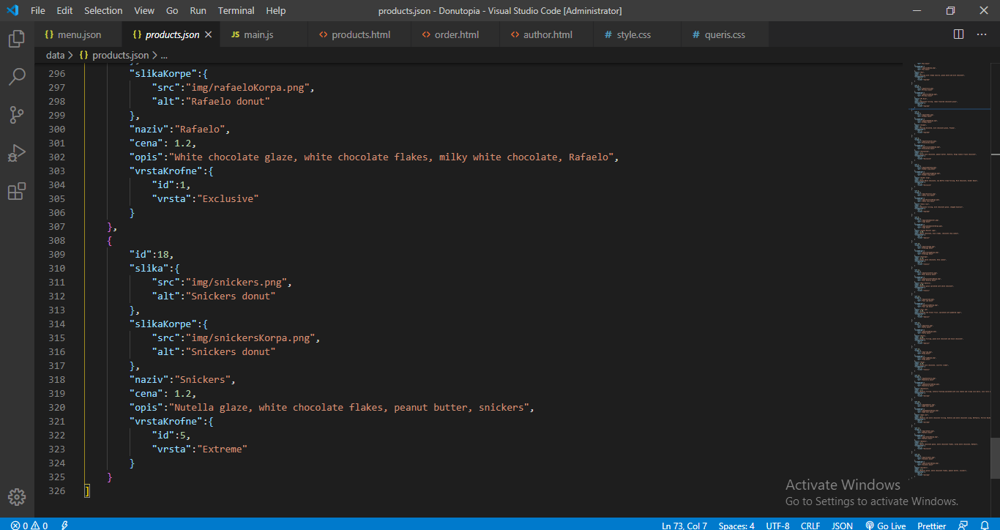 File Edit Selection View Go Run Terminal Help products.json - Donutopia - Visual Studio Code [Administrator]
{} menu.json {} products.json JS main.js <> products.html <> order.html <> author.html # style.css # queris.css
data > {} products.json > ...
296 "slikaKorpe":{
297 "src":"img/rafaeloKorpa.png",
298 "alt":"Rafaelo donut"
299 },
300 "naziv":"Rafaelo",
301 "cena": 1.2,
302 "opis":"White chocolate glaze, white chocolate flakes, milky white chocolate, Rafaelo",
303 "vrstaKrofne":{
304 "id":1,
305 "vrsta":"Exclusive"
306 }
307 },
308 {
309 "id":18,
310 "slika":{
311 "src":"img/snickers.png",
312 "alt":"Snickers donut"
313 },
314 "slikaKorpe":{
315 "src":"img/snickersKorpa.png",
316 "alt":"Snickers donut"
317 },
318 "naziv":"Snickers",
319 "cena": 1.2,
320 "opis":"Nutella glaze, white chocolate flakes, peanut butter, snickers",
321 "vrstaKrofne":{
322 "id":5,
323 "vrsta":"Extreme"
324 }
325 }
326 ]
Activate Windows
Go to Settings to activate Windows.
0 0 Ln 73, Col 7 Spaces: 4 UTF-8 CRLF JSON Go Live Prettier